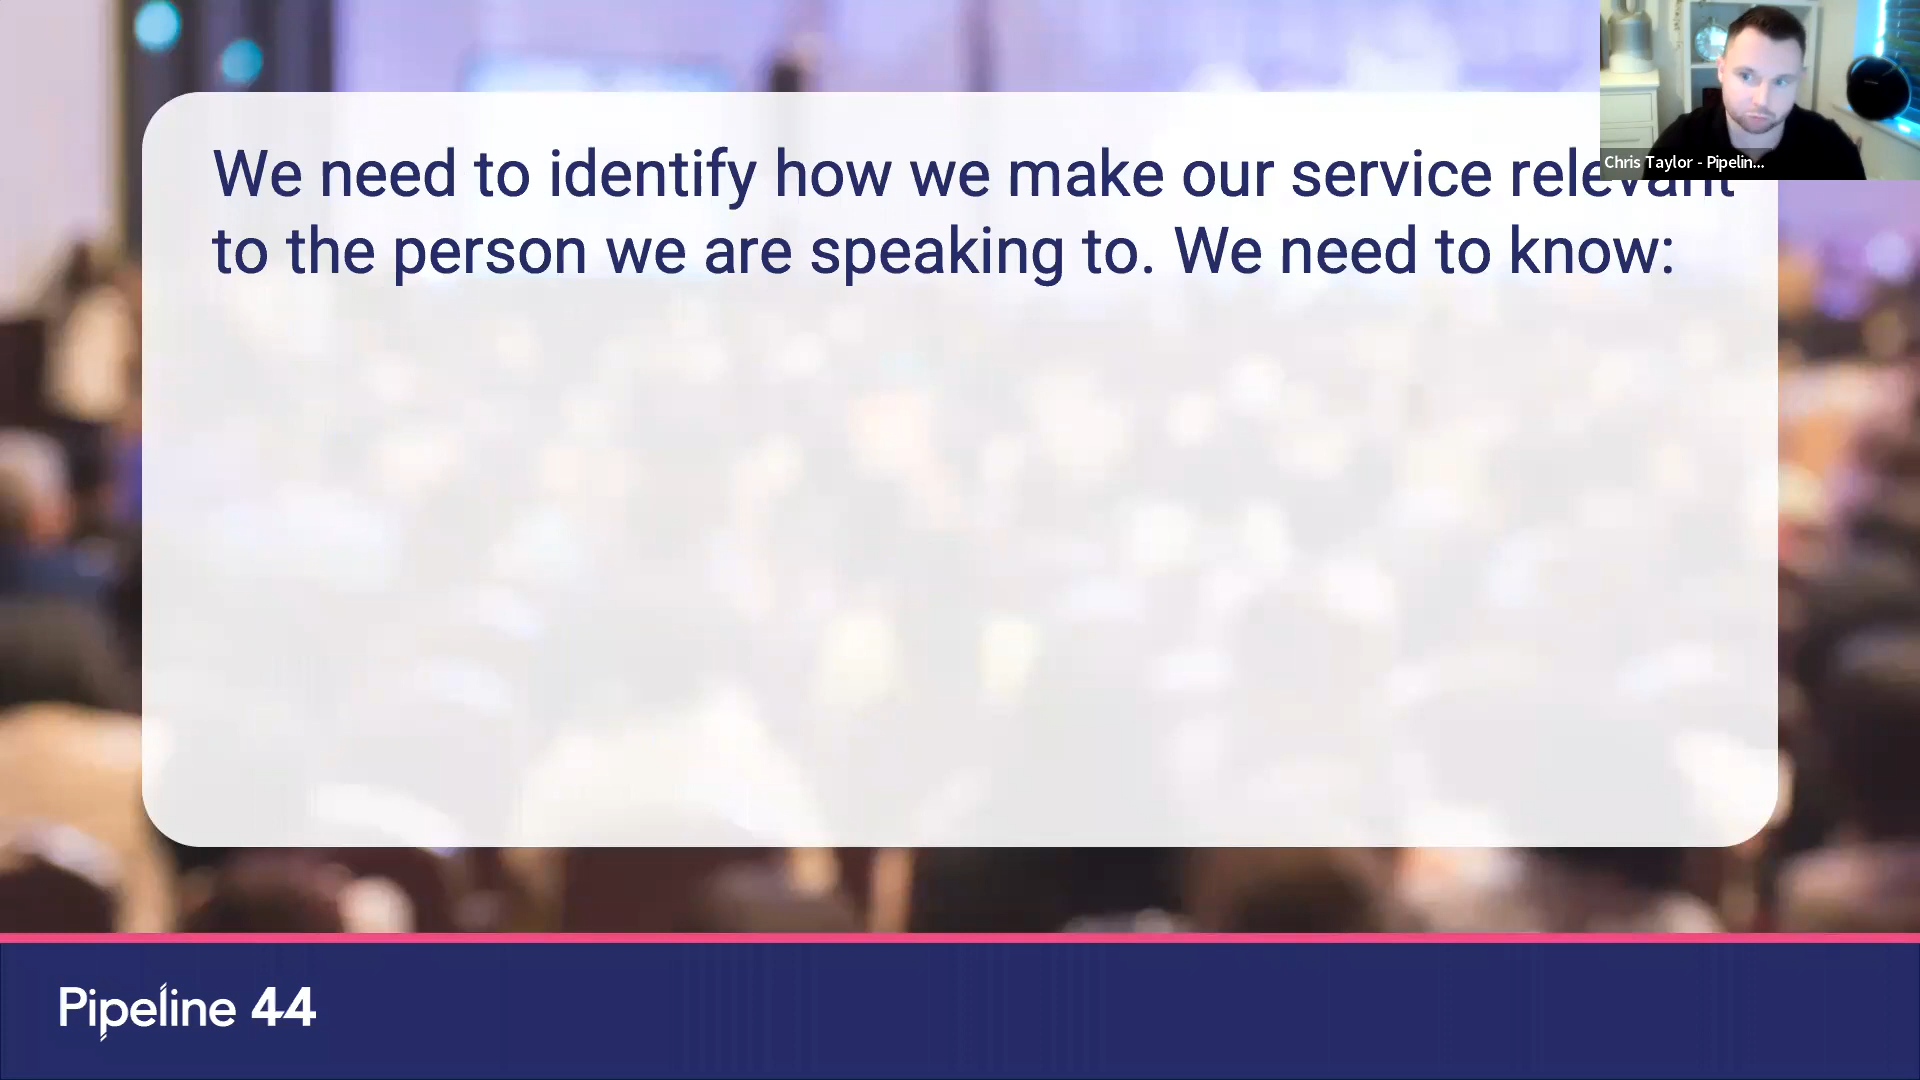 We need to identify how we make our service relevant
to the person we are speaking to. We need to know:
Chris Taylor - Pipelin...
Pipeline 44